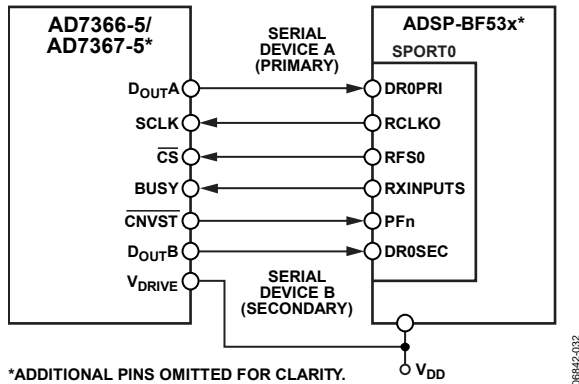 AD7366-5/
AD7367-5*
SERIAL
DEVICE A
(PRIMARY)
ADSP-BF53x*
SPORT0
DOUTA
DR0PRI
SCLK
RCLKO
CS
RFS0
BUSY
RXINPUTS
CNVST
PFn
DOUTB
DR0SEC
VDRIVE
SERIAL
DEVICE B
(SECONDARY)
VDD
*ADDITIONAL PINS OMITTED FOR CLARITY.
06842-032